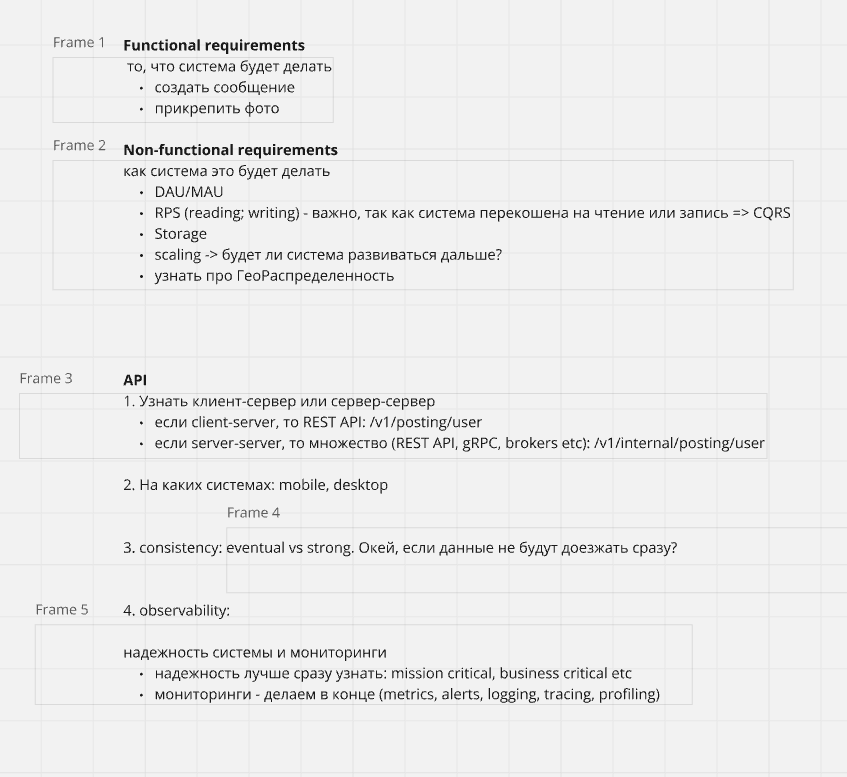 Frame 1
Functional requirements
то, что система будет делать
• создать сообщение
• прикрепить фото
Frame 2
Non-functional requirements
как система это будет делать
• DAU/MAU
• RPS (reading; writing) - важно, так как система перекошена на чтение или запись => CQRS
• Storage
• scaling -> будет ли система развиваться дальше?
• узнать про ГеоРаспределенность
Frame 3
API
1. Узнать клиент-сервер или сервер-сервер
• если client-server, то REST API: /v1/posting/user
• если server-server, то множество (REST API, gRPC, brokers etc): /v1/internal/posting/user
2. На каких системах: mobile, desktop
Frame 4
3. consistency: eventual vs strong. Окей, если данные не будут доезжать сразу?
Frame 5
4. observability:
надежность системы и мониторинги
• надежность лучше сразу узнать: mission critical, business critical etc
• мониторинги - делаем в конце (metrics, alerts, logging, tracing, profiling)